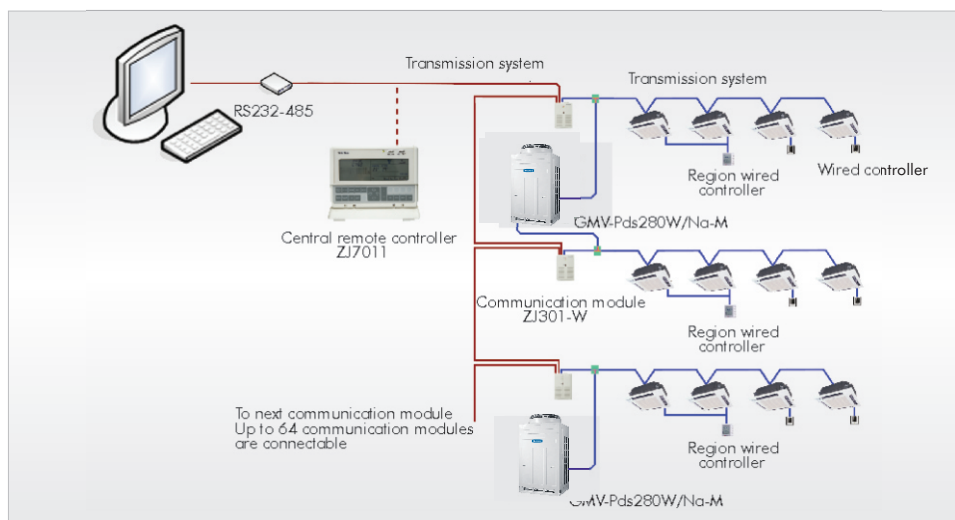 Transmission system
Transmission system
RS232-485
Region wired
controller
Wired controller
GMV-Pds280W/Na-M
Central remote controller
ZJ7011
Communication module
ZJ301-W
Region wired
controller
To next communication module
Up to 64 communication modules
are connectable
Region wired
controller
GMV-Pds280W/Na-M